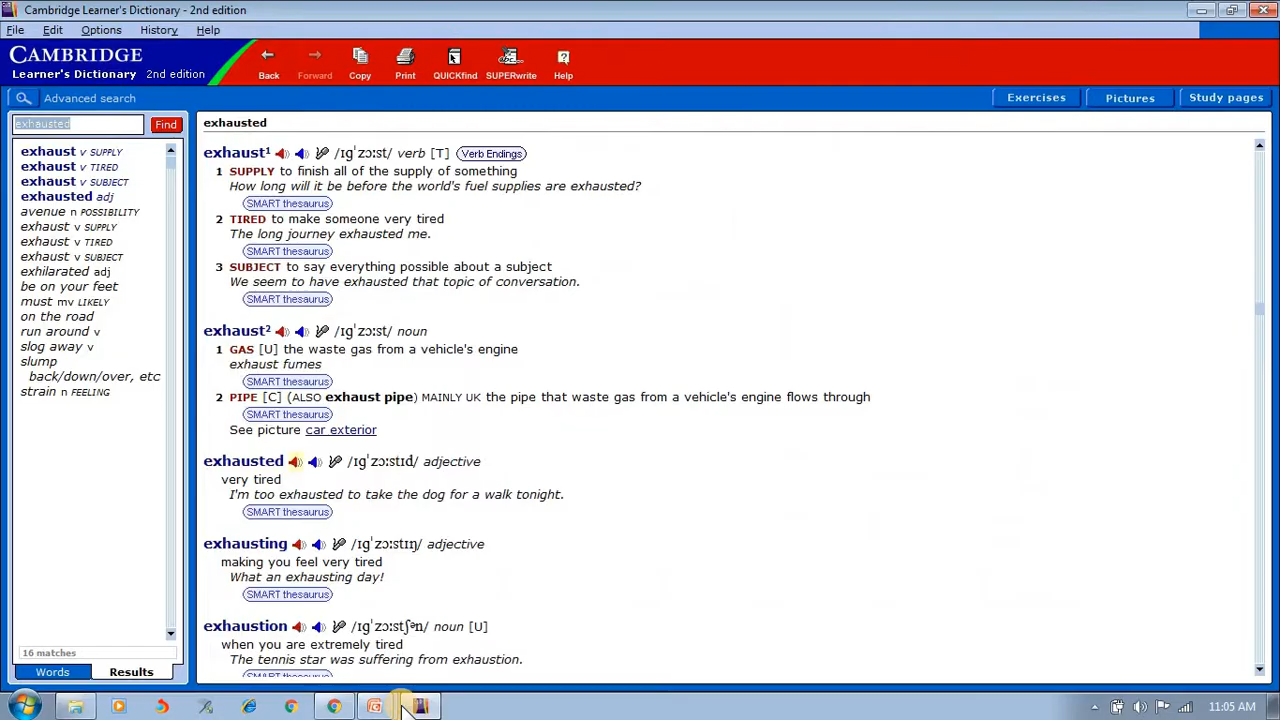 Cambridge Learner's Dictionary - 2nd edition
File Edit Options History Help
CAMBRIDGE
Learner's Dictionary 2nd edition
Back Forward Copy Print QUICKfind SUPERwrite Help
Advanced search
Exercises Pictures Study pages
exhausted Find
exhaust v SUPPLY
exhaust v TIRED
exhaust v SUBJECT
exhausted adj
avenue n POSSIBILITY
exhaust v SUPPLY
exhaust v TIRED
exhaust v SUBJECT
exhilarated adj
be on your feet
must mv LIKELY
on the road
run around v
slog away v
slump
back/down/over, etc
strain n FEELING
16 matches
Words Results
exhausted
exhaust¹ /ɪɡˈzɔːst/ verb [T] Verb Endings
1 SUPPLY to finish all of the supply of something
How long will it be before the world's fuel supplies are exhausted?
SMART thesaurus
2 TIRED to make someone very tired
The long journey exhausted me.
SMART thesaurus
3 SUBJECT to say everything possible about a subject
We seem to have exhausted that topic of conversation.
SMART thesaurus
exhaust² /ɪɡˈzɔːst/ noun
1 GAS [U] the waste gas from a vehicle's engine
exhaust fumes
SMART thesaurus
2 PIPE [C] (ALSO exhaust pipe) MAINLY UK the pipe that waste gas from a vehicle's engine flows through
SMART thesaurus
See picture car exterior
exhausted /ɪɡˈzɔːstɪd/ adjective
very tired
I'm too exhausted to take the dog for a walk tonight.
SMART thesaurus
exhausting /ɪɡˈzɔːstɪŋ/ adjective
making you feel very tired
What an exhausting day!
SMART thesaurus
exhaustion /ɪɡˈzɔːstʃᵊn/ noun [U]
when you are extremely tired
The tennis star was suffering from exhaustion.
SMART thesaurus
11:05 AM